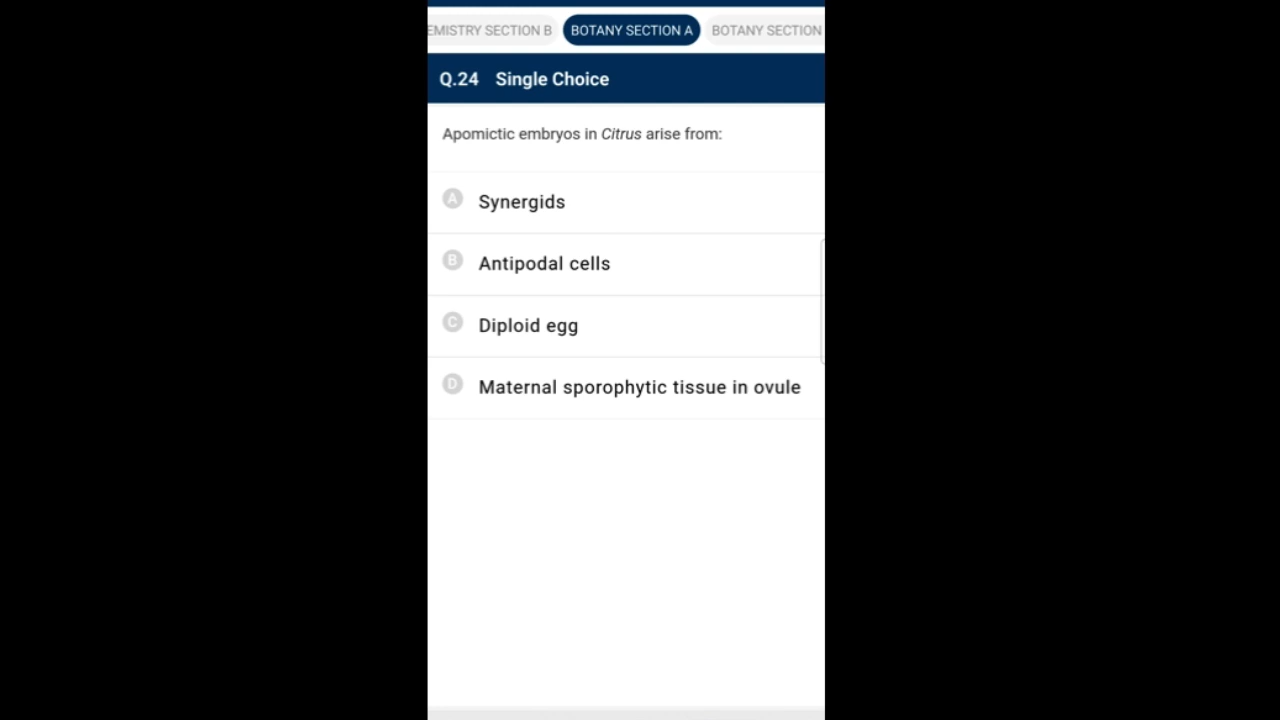 EMISTRY SECTION B BOTANY SECTION A BOTANY SECTION
Q.24 Single Choice
Apomictic embryos in Citrus arise from:
A Synergids
B Antipodal cells
C Diploid egg
D Maternal sporophytic tissue in ovule